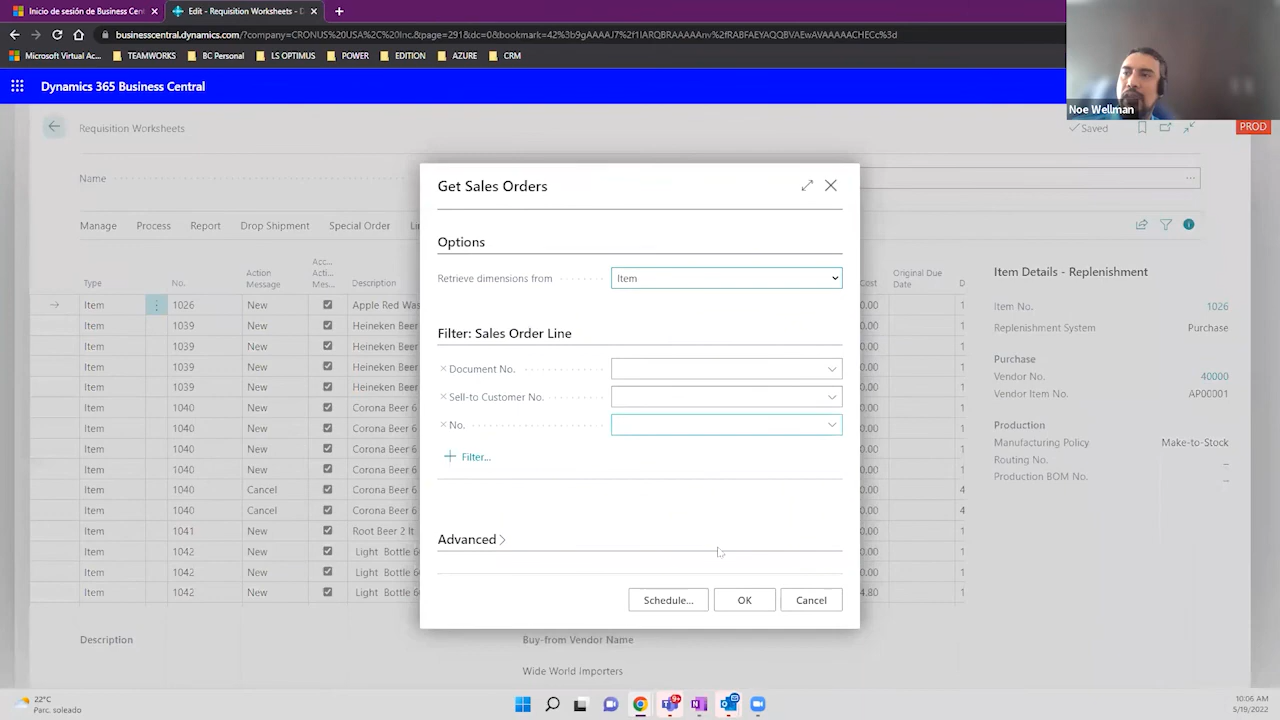 Inicio de sesión de Business Cent
Edit - Requisition Worksheets - D
businesscentral.dynamics.com/?company=CRONUS%20USA%2C%20Inc.&page=291&dc=0&bookmark=
Microsoft Virtual Ac...
TEAMWORKS
BC Personal
LS OPTIMUS
POWER
EDITION
AZURE
CRM
Dynamics 365 Business Central
Noe Wellman
Requisition Worksheets
Saved
PROD
Name
Manage
Process
Report
Drop Shipment
Special Order
Type No. Action Message Acc... Acti... Mes... Description
Cost Original Due Date D
Item 1026 New Apple Red Was
Item 1039 New Heineken Beer
Item 1039 New Heineken Beer
Item 1039 New Heineken Beer
Item 1039 New Heineken Beer
Item 1040 New Corona Beer 6
Item 1040 New Corona Beer 6
Item 1040 New Corona Beer 6
Item 1040 New Corona Beer 6
Item 1040 Cancel Corona Beer 6
Item 1040 Cancel Corona Beer 6
Item 1041 New Root Beer 2 lt
Item 1042 New Light Bottle 6
Item 1042 New Light Bottle 6
Item 1042 New Light Bottle 6
Get Sales Orders
Options
Retrieve dimensions from Item
Filter: Sales Order Line
Document No.
Sell-to Customer No.
No.
Filter...
Advanced
Schedule...
OK
Cancel
Item Details - Replenishment
Item No. 1026
Replenishment System Purchase
Purchase
Vendor No. 40000
Vendor Item No. AP00001
Production
Manufacturing Policy Make-to-Stock
Routing No. _
Production BOM No. _
Description
Buy-from Vendor Name
Wide World Importers
22°C
Parc. soleado
10:06 AM
5/19/2022